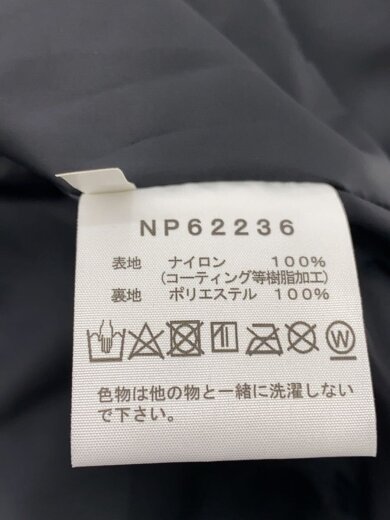 NP62236
表地 ナイロン 100%
(コーティング等樹脂加工)
裏地 ポリエステル 100%
W
色物は他の物と一緒に洗濯しない
で下さい。